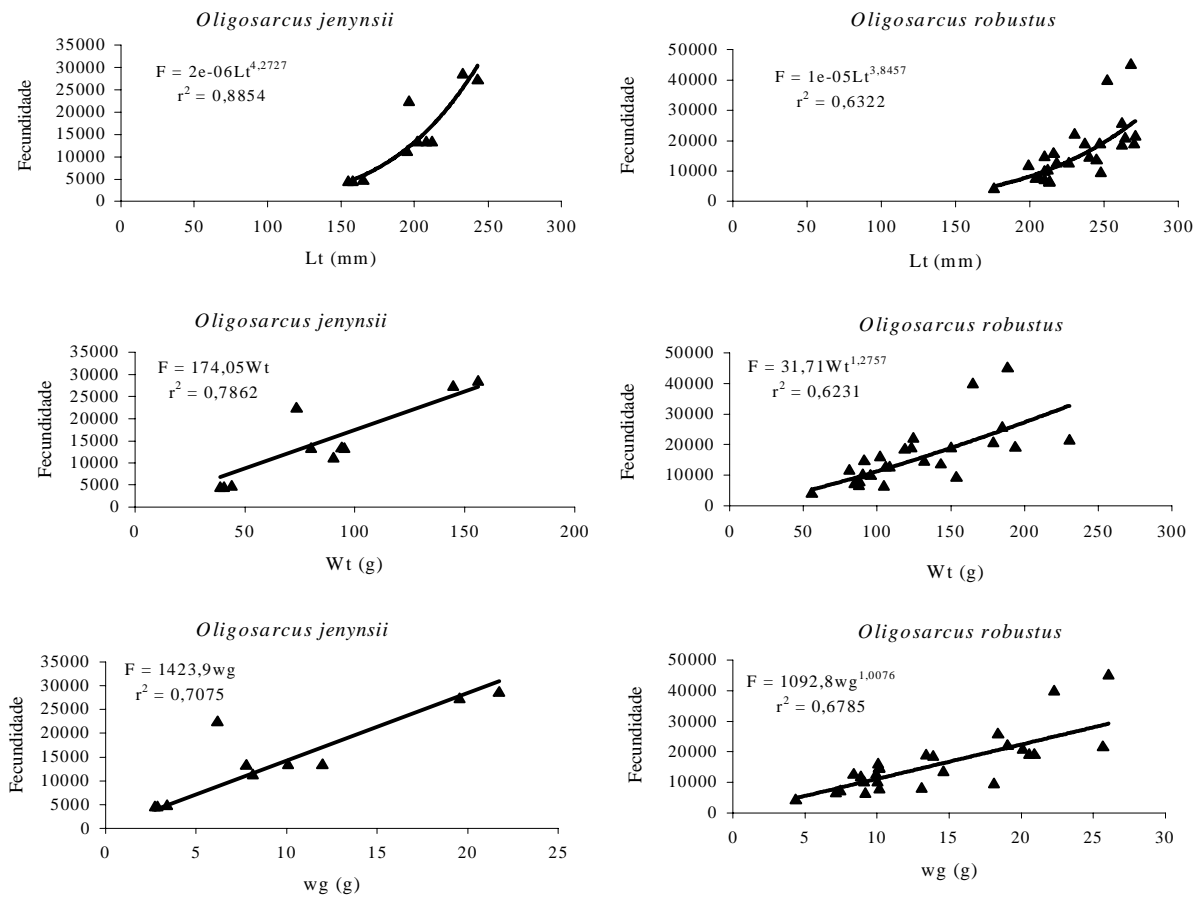 Oligosarcus jenynsii
35000
30000
25000
20000
15000
10000
5000
0
Fecundidade
F = 2e-06Lt^4,2727
r² = 0,8854
0 50 100 150 200 250 300
Lt (mm)
Oligosarcus robustus
50000
40000
30000
20000
10000
0
Fecundidade
F = 1e-05Lt^3,8457
r² = 0,6322
0 50 100 150 200 250 300
Lt (mm)
Oligosarcus jenynsii
35000
30000
25000
20000
15000
10000
5000
0
Fecundidade
F = 174,05Wt
r² = 0,7862
0 50 100 150 200
Wt (g)
Oligosarcus robustus
50000
40000
30000
20000
10000
0
Fecundidade
F = 31,71Wt^1,2757
r² = 0,6231
0 50 100 150 200 250 300
Wt (g)
Oligosarcus jenynsii
35000
30000
25000
20000
15000
10000
5000
0
Fecundidade
F = 1423,9wg
r² = 0,7075
0 5 10 15 20 25
wg (g)
Oligosarcus robustus
50000
40000
30000
20000
10000
0
Fecundidade
F = 1092,8wg^1,0076
r² = 0,6785
0 5 10 15 20 25 30
wg (g)